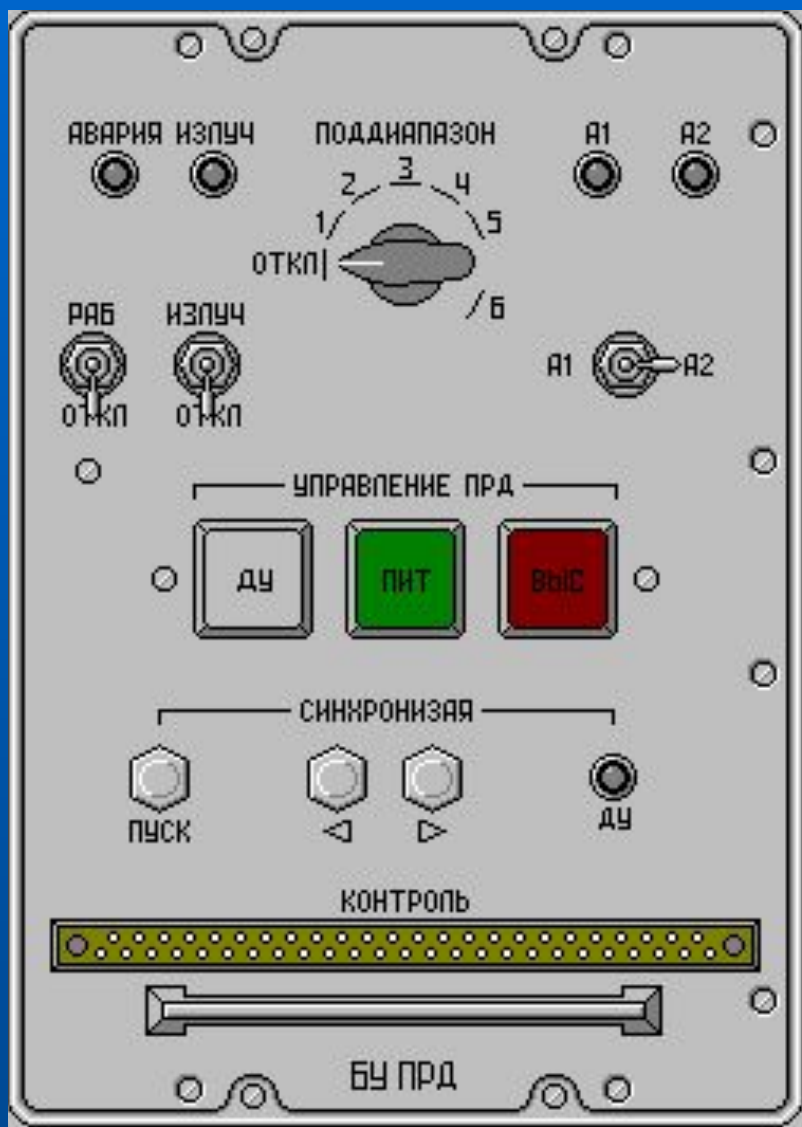 АВАРИЯ ИЗЛУЧ ПОДДИАПАЗОН А1 А2
1 2 3 4 5 6
ОТКЛ
РАБ ИЗЛУЧ
А1 А2
ОТКЛ ОТКЛ
УПРАВЛЕНИЕ ПРД
ДУ ПИТ ВЫС
СИНХРОНИЗАЯ
ПУСК ДУ
КОНТРОЛЬ
БУ ПРД